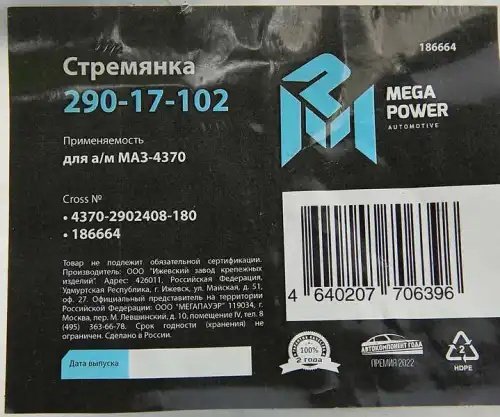 186664
Стремянка
290-17-102
MEGA
POWER
AUTOMOTIVE
Применяемость
для а/м МАЗ-4370
Cross №
• 4370-2902408-180
• 186664
Товар не подлежит обязательной сертификации.
Производитель: ООО "Ижевский завод крепежных
изделий". Адрес: 426011, Российская Федерация,
Удмуртская Республика, г. Ижевск, ул. Майская, д. 51,
оф. 27. Официальный представитель на территории
Российской Федерации ООО "МЕГАПАУЭР" 119034, г.
Москва, пер. М. Левшинский, д. 10, помещение IV, тел. 8
(495) 363-66-78. Срок годности (хранения) не
ограничен. Сделано в России.
4 640207 706396
Дата выпуска
100%
2 года
АВТОКОМПОНЕНТ ГОДА
ПРЕМИЯ 2022
2
HDPE